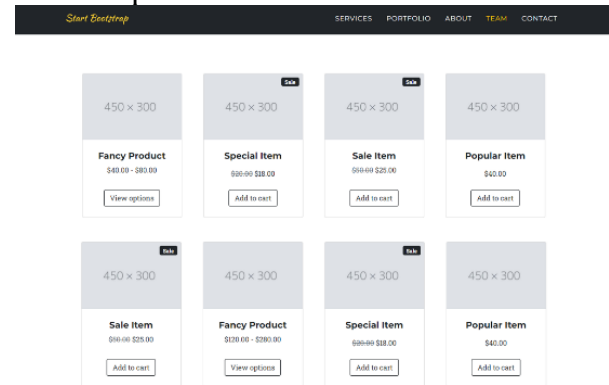 Start Bootstrap SERVICES PORTFOLIO ABOUT TEAM CONTACT
Sale Sale
450 × 300 450 × 300 450 × 300 450 × 300
Fancy Product Special Item Sale Item Popular Item
$40.00 - $80.00 $20.00 $18.00 $50.00 $25.00 $40.00
View options Add to cart Add to cart Add to cart
Sale Sale
450 × 300 450 × 300 450 × 300 450 × 300
Sale Item Fancy Product Special Item Popular Item
$50.00 $25.00 $120.00 - $280.00 $20.00 $18.00 $40.00
Add to cart View options Add to cart Add to cart